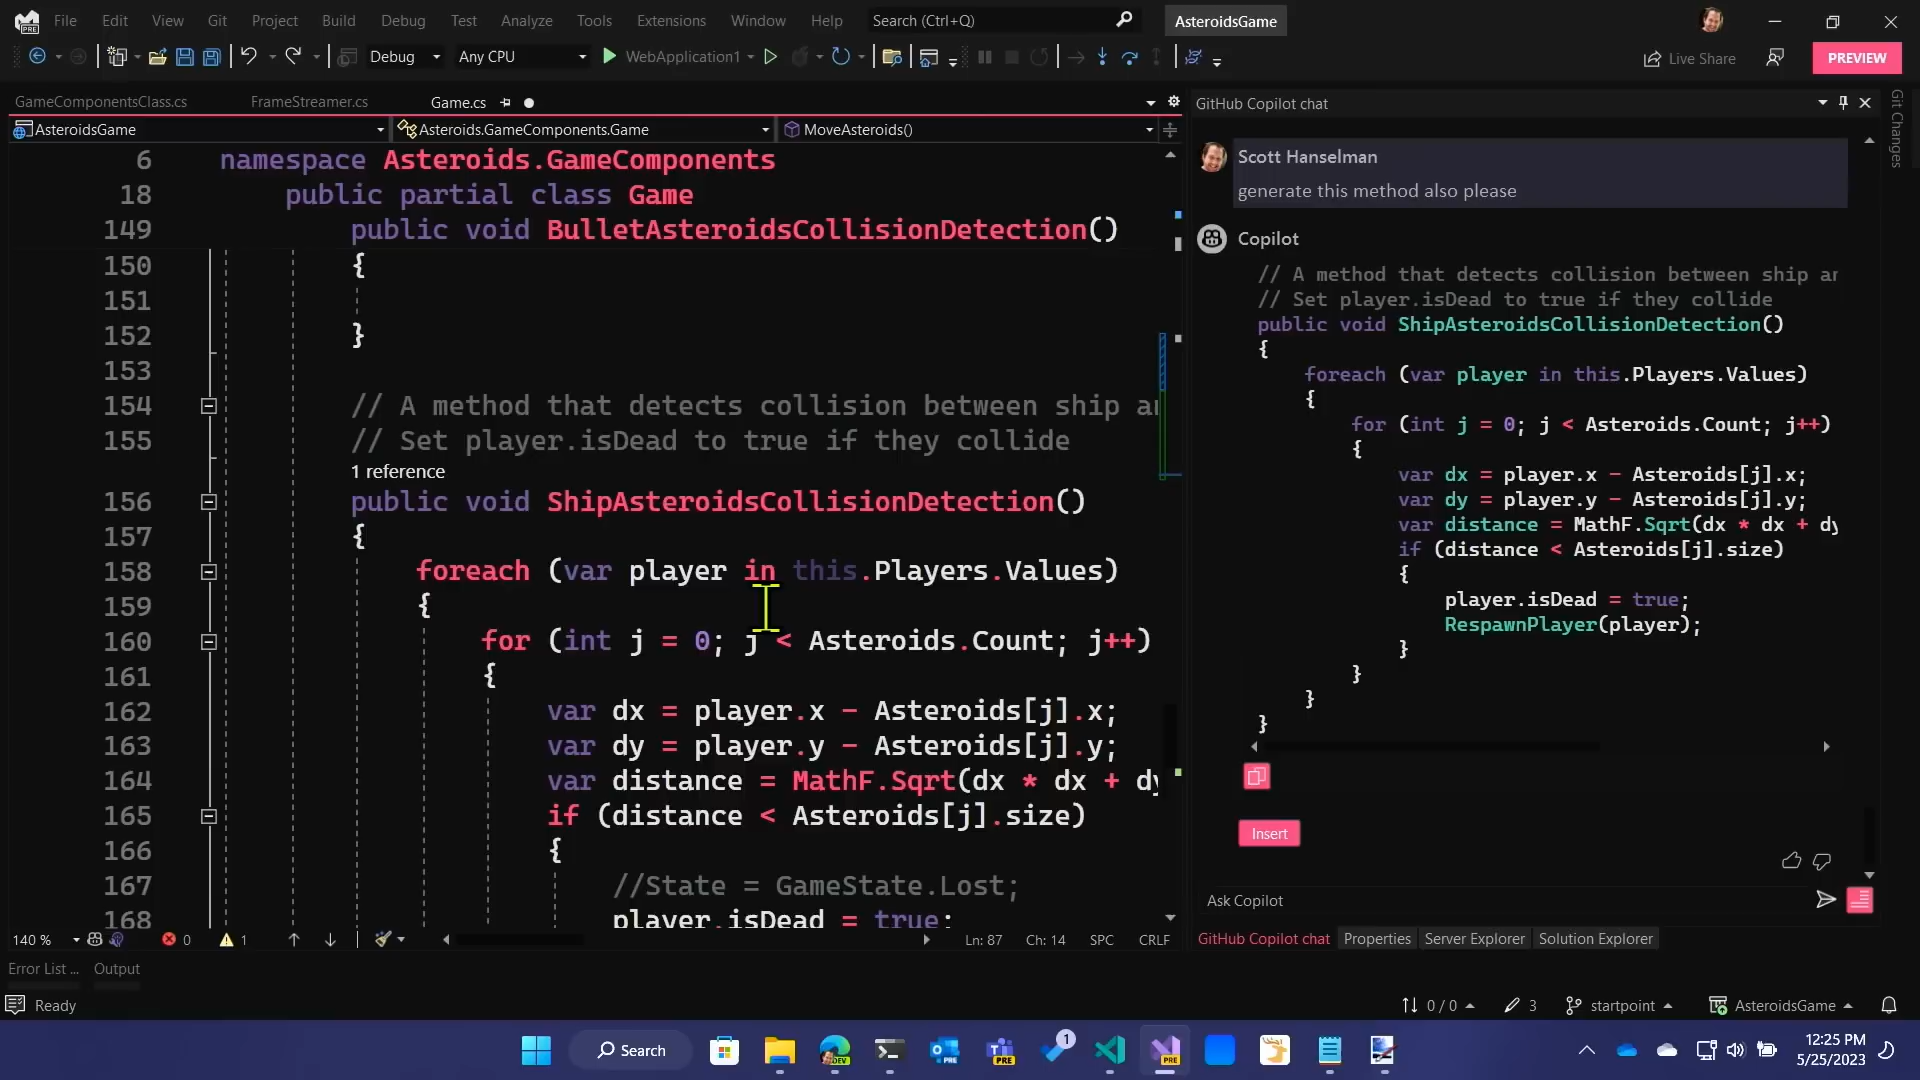 File Edit View Git Project Build Debug Test Analyze Tools Extensions Window Help Search (Ctrl+Q) AsteroidsGame
Debug Any CPU WebApplication1 Live Share PREVIEW
GameComponentsClass.cs FrameStreamer.cs Game.cs
AsteroidsGame Asteroids.GameComponents.Game MoveAsteroids()
6 namespace Asteroids.GameComponents
18 public partial class Game
149 public void BulletAsteroidsCollisionDetection()
150 {
151
152 }
153
154 // A method that detects collision between ship
155 // Set player.isDead to true if they collide
1 reference
156 public void ShipAsteroidsCollisionDetection()
157 {
158 foreach (var player in this.Players.Values)
159 {
160 for (int j = 0; j < Asteroids.Count; j++)
161 {
162 var dx = player.x - Asteroids[j].x;
163 var dy = player.y - Asteroids[j].y;
164 var distance = MathF.Sqrt(dx * dx + dy
165 if (distance < Asteroids[j].size)
166 {
167 //State = GameState.Lost;
168 player.isDead = true;
140 % 0 1 Ln: 87 Ch: 14 SPC CRLF
GitHub Copilot chat
Scott Hanselman
generate this method also please
Copilot
// A method that detects collision between ship
// Set player.isDead to true if they collide
public void ShipAsteroidsCollisionDetection()
{
foreach (var player in this.Players.Values)
{
for (int j = 0; j < Asteroids.Count; j++)
{
var dx = player.x - Asteroids[j].x;
var dy = player.y - Asteroids[j].y;
var distance = MathF.Sqrt(dx * dx + dy
if (distance < Asteroids[j].size)
{
player.isDead = true;
RespawnPlayer(player);
}
}
}
}
Insert
Ask Copilot
GitHub Copilot chat Properties Server Explorer Solution Explorer
Git Changes
Error List ... Output
Ready 0 / 0 3 startpoint AsteroidsGame
Search 1 12:25 PM
5/25/2023